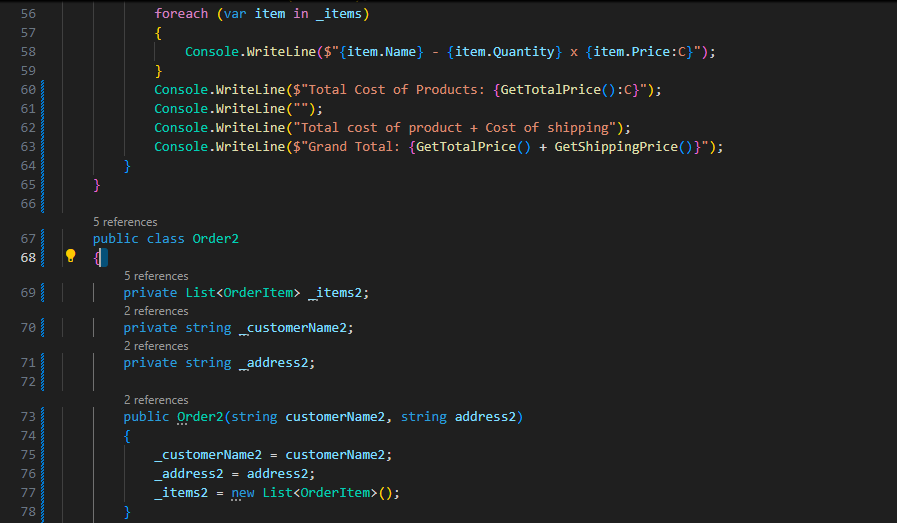 56 foreach (var item in _items)
57 {
58 Console.WriteLine($"{item.Name} - {item.Quantity} x {item.Price:C}");
59 }
60 Console.WriteLine($"Total Cost of Products: {GetTotalPrice():C}");
61 Console.WriteLine("");
62 Console.WriteLine("Total cost of product + Cost of shipping");
63 Console.WriteLine($"Grand Total: {GetTotalPrice() + GetShippingPrice()}");
64 }
65 }
66
5 references
67 public class Order2
68 {
5 references
69 private List<OrderItem> _items2;
2 references
70 private string _customerName2;
2 references
71 private string _address2;
72
2 references
73 public Order2(string customerName2, string address2)
74 {
75 _customerName2 = customerName2;
76 _address2 = address2;
77 _items2 = new List<OrderItem>();
78 }